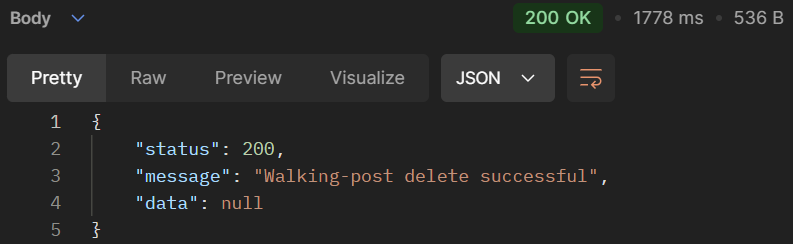 Body 200 OK • 1778 ms • 536 B
Pretty Raw Preview Visualize JSON
1 {
2 "status": 200,
3 "message": "Walking-post delete successful",
4 "data": null
5 }